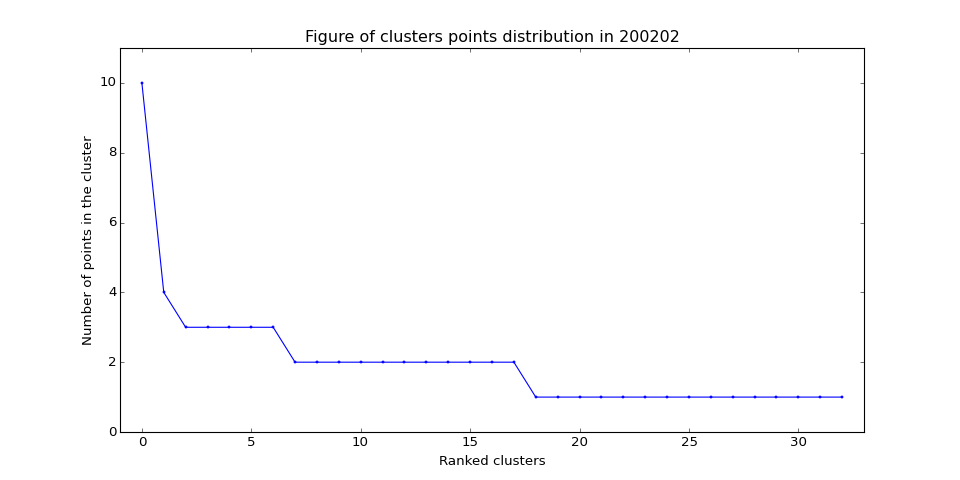 Figure of clusters points distribution in 200202
Number of points in the cluster
10
8
6
4
2
0
0 5 10 15 20 25 30
Ranked clusters